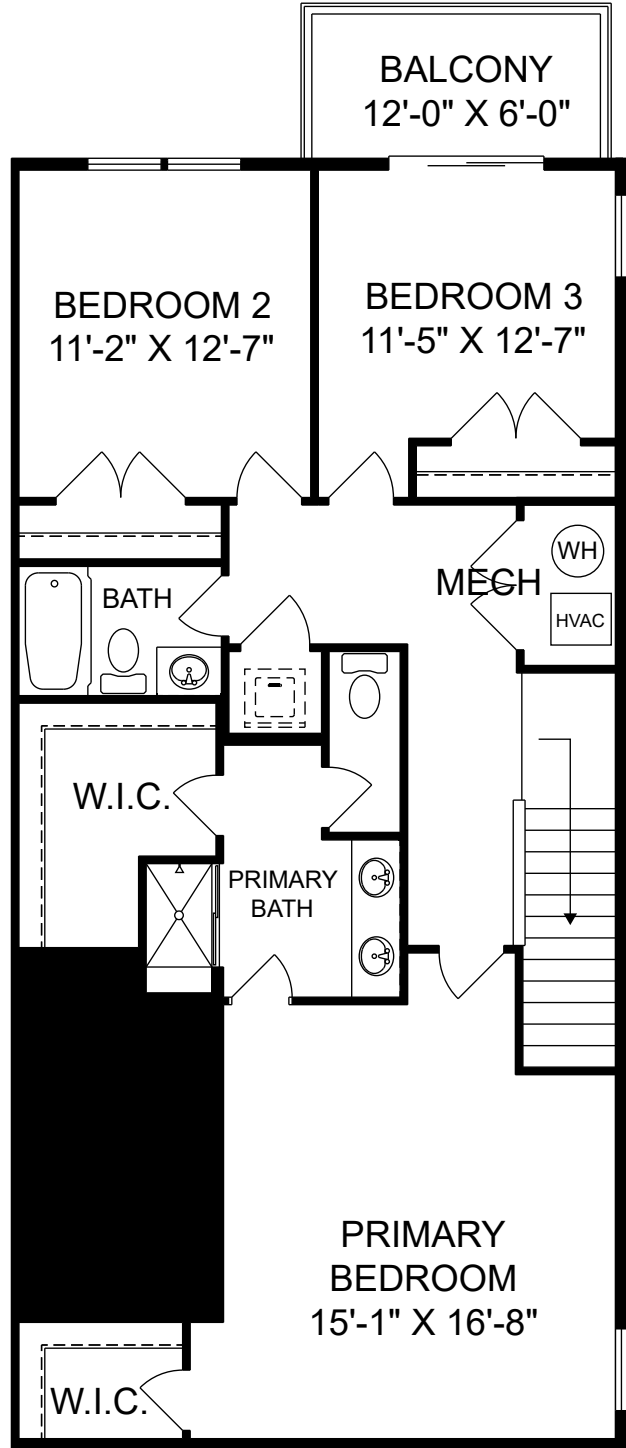 BALCONY
12'-0" X 6'-0"
BEDROOM 2
11'-2" X 12'-7"
BEDROOM 3
11'-5" X 12'-7"
WH
MECH
HVAC
BATH
W.I.C.
PRIMARY
BATH
PRIMARY
BEDROOM
15'-1" X 16'-8"
W.I.C.